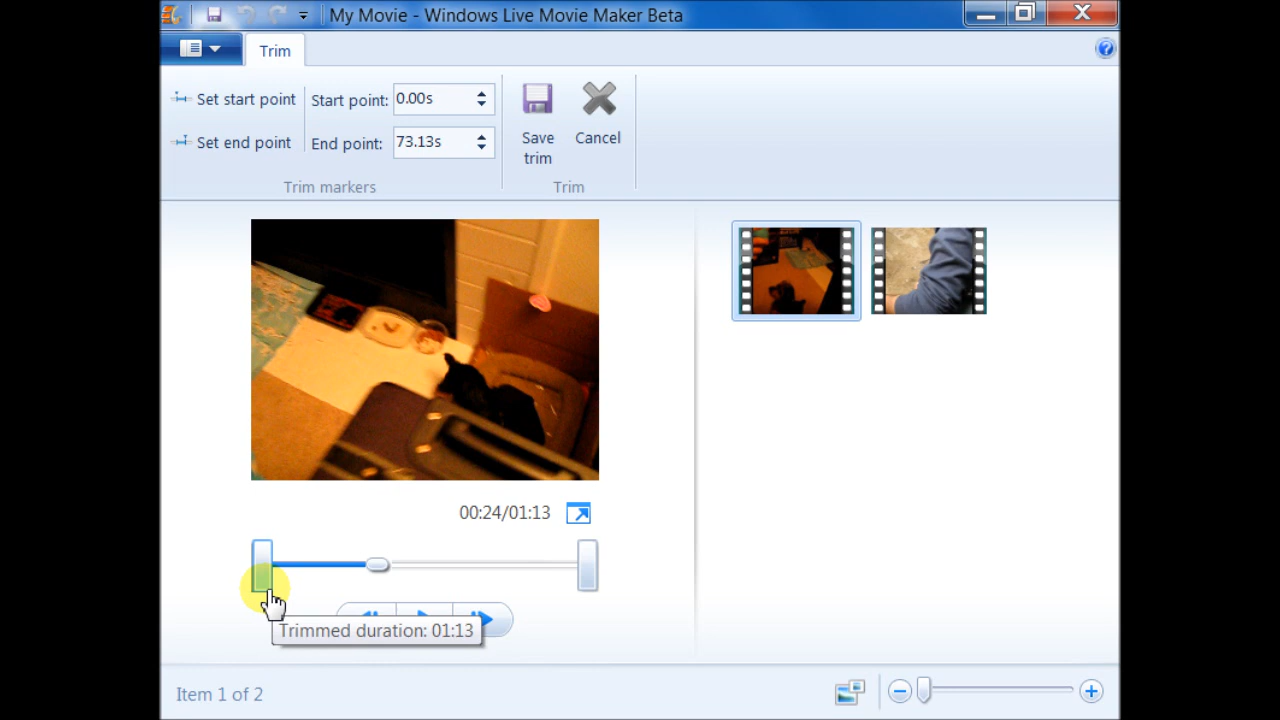 My Movie - Windows Live Movie Maker Beta
Trim
Set start point
Start point: 0.00s
Set end point
End point: 73.13s
Save trim
Cancel
Trim markers
Trim
00:24/01:13
Trimmed duration: 01:13
Item 1 of 2